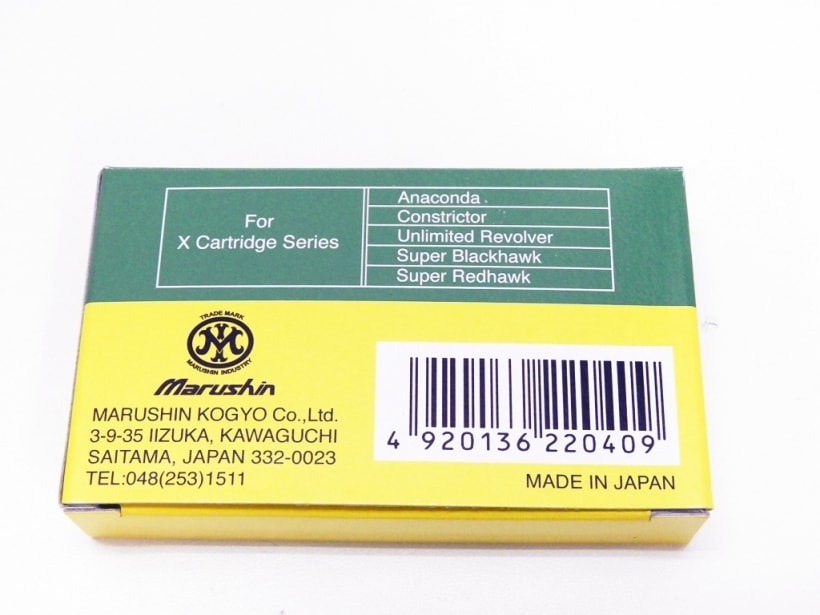 For
X Cartridge Series
Anaconda
Constrictor
Unlimited Revolver
Super Blackhawk
Super Redhawk
TRADE MARK
M
MARUSHIN INDUSTRY
Marushin
MARUSHIN KOGYO Co.,Ltd.
3-9-35 IIZUKA, KAWAGUCHI
SAITAMA, JAPAN 332-0023
TEL:048(253)1511
4 920136 220409
MADE IN JAPAN